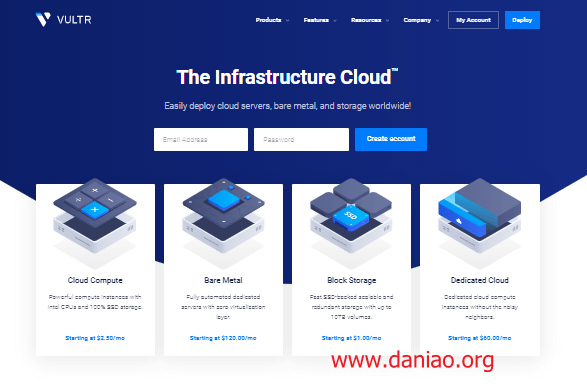 VULTR
Products Features Resources Company My Account Deploy
The Infrastructure Cloud™
Easily deploy cloud servers, bare metal, and storage worldwide!
Email Address Password Create account
SSD
Cloud Compute
Powerful compute instances with
Intel CPUs and 100% SSD storage.
Starting at $2.50/mo
Bare Metal
Fully automated dedicated
servers with zero virtualization
layer.
Starting at $120.00/mo
Block Storage
Fast SSD-backed scalable and
redundant storage with up to
10TB volumes.
Starting at $1.00/mo
Dedicated Cloud
Dedicated cloud compute
instances without the noisy
neighbors.
Starting at $60.00/mo
www.daniao.org